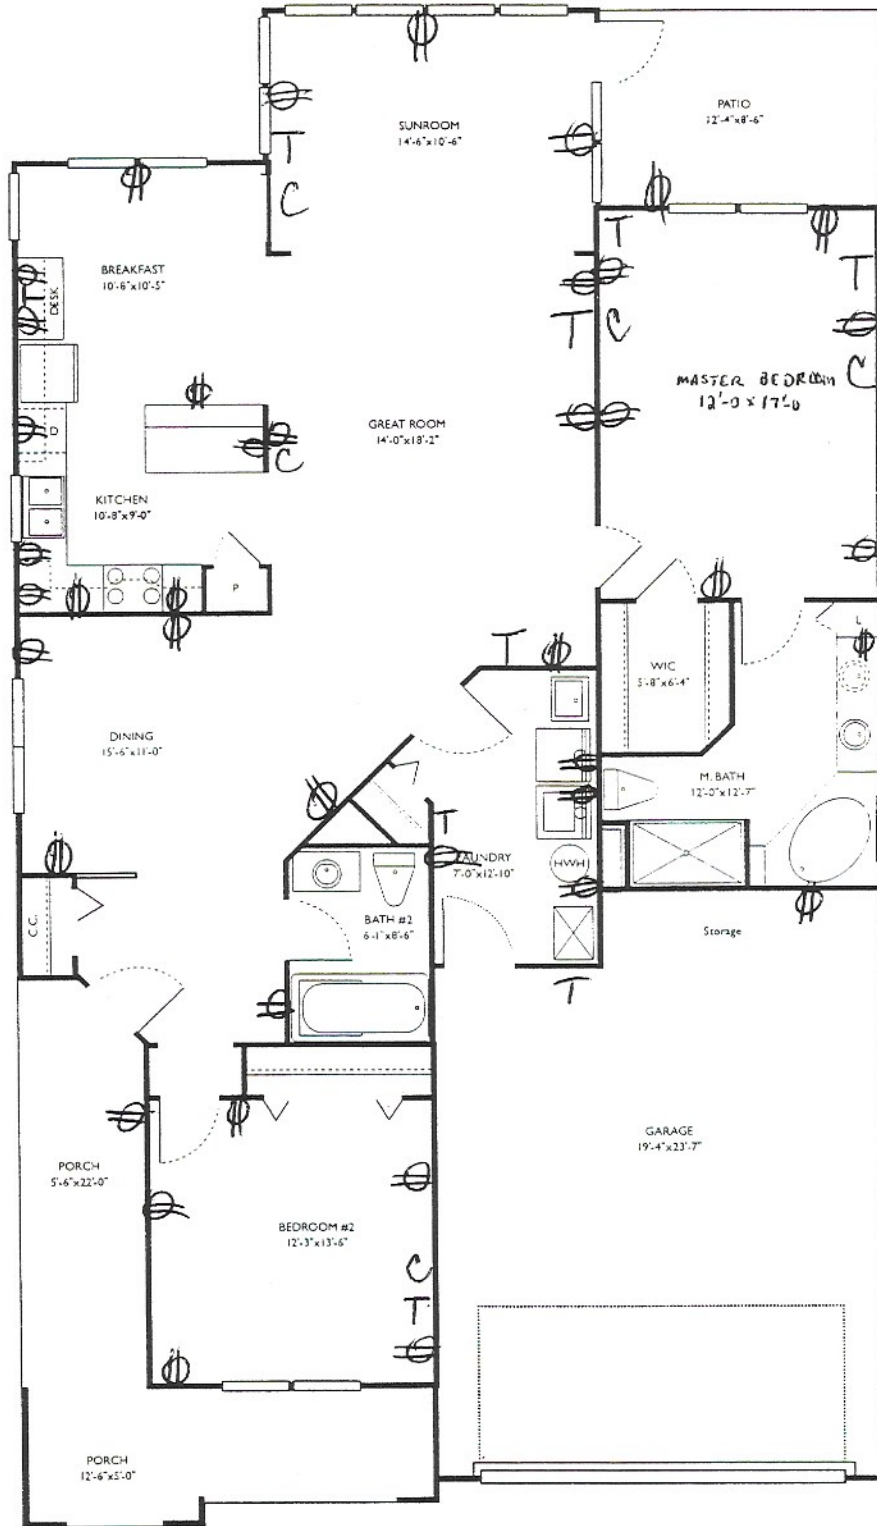 SUNROOM
14'-6"x10'-6"
PATIO
12'-4"x8'-6"
T
C
T
BREAKFAST
10'-6"x10'-5"
T
DESK
T
C
T
C
MASTER BEDROOM
12'-0 x 17'-0
D
C
GREAT ROOM
14'-0"x18'-2"
KITCHEN
10'-8"x9'-0"
P
T
L
WIC
5'-8"x6'-4"
DINING
15'-6"x11'-0"
M. BATH
12'-0"x12'-7"
T
LAUNDRY
7'-0"x12'-10"
HWH
C.C.
BATH #2
6'-1"x8'-6"
Storage
T
GARAGE
19'-4"x23'-7"
PORCH
5'-6"x22'-0"
BEDROOM #2
12'-3"x13'-6"
C
T
PORCH
12'-6"x5'-0"